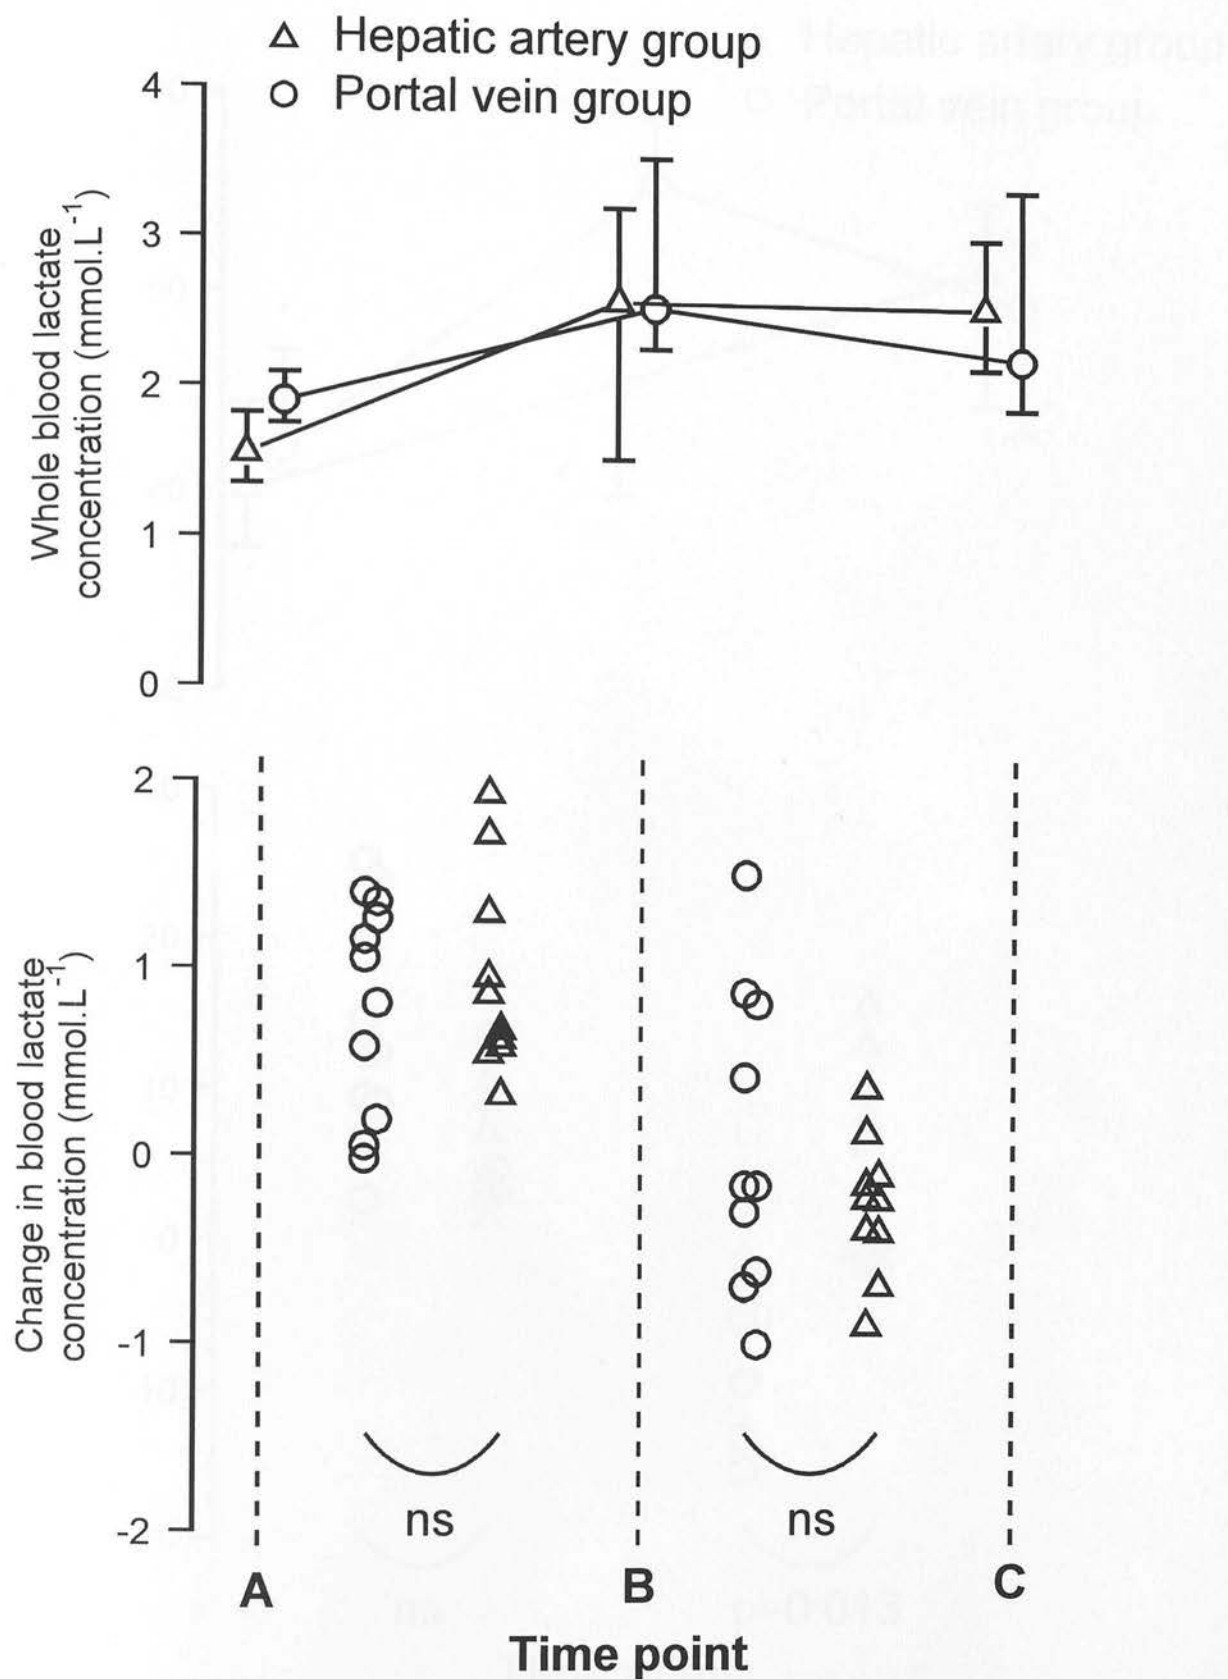 Hepatic artery group
Portal vein group
4
3
2
1
0
Whole blood lactate
concentration (mmol.L⁻¹)
2
1
0
-1
-2
Change in blood lactate
concentration (mmol.L⁻¹)
ns
ns
A
B
C
Time point